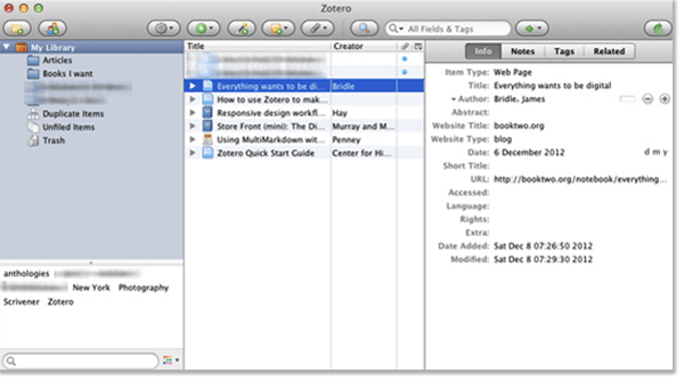 Zotero
All Fields & Tags
My Library
Articles
Books I want
Duplicate Items
Unfiled Items
Trash
anthologies
New York Photography
Scrivener Zotero
Title Creator
Everything wants to be di... Bridle
How to use Zotero to mak...
Responsive design workfl... Hay
Store Front (mini): The Di... Murray and M...
Using MultiMarkdown wit... Penney
Zotero Quick Start Guide Center for Hi...
Info Notes Tags Related
Item Type: Web Page
Title: Everything wants to be digital
Author: Bridle, James
Abstract:
Website Title: booktwo.org
Website Type: blog
Date: 6 December 2012 d m y
Short Title:
URL: http://booktwo.org/notebook/everything...
Accessed:
Language:
Rights:
Extra:
Date Added: Sat Dec 8 07:26:50 2012
Modified: Sat Dec 8 07:29:30 2012